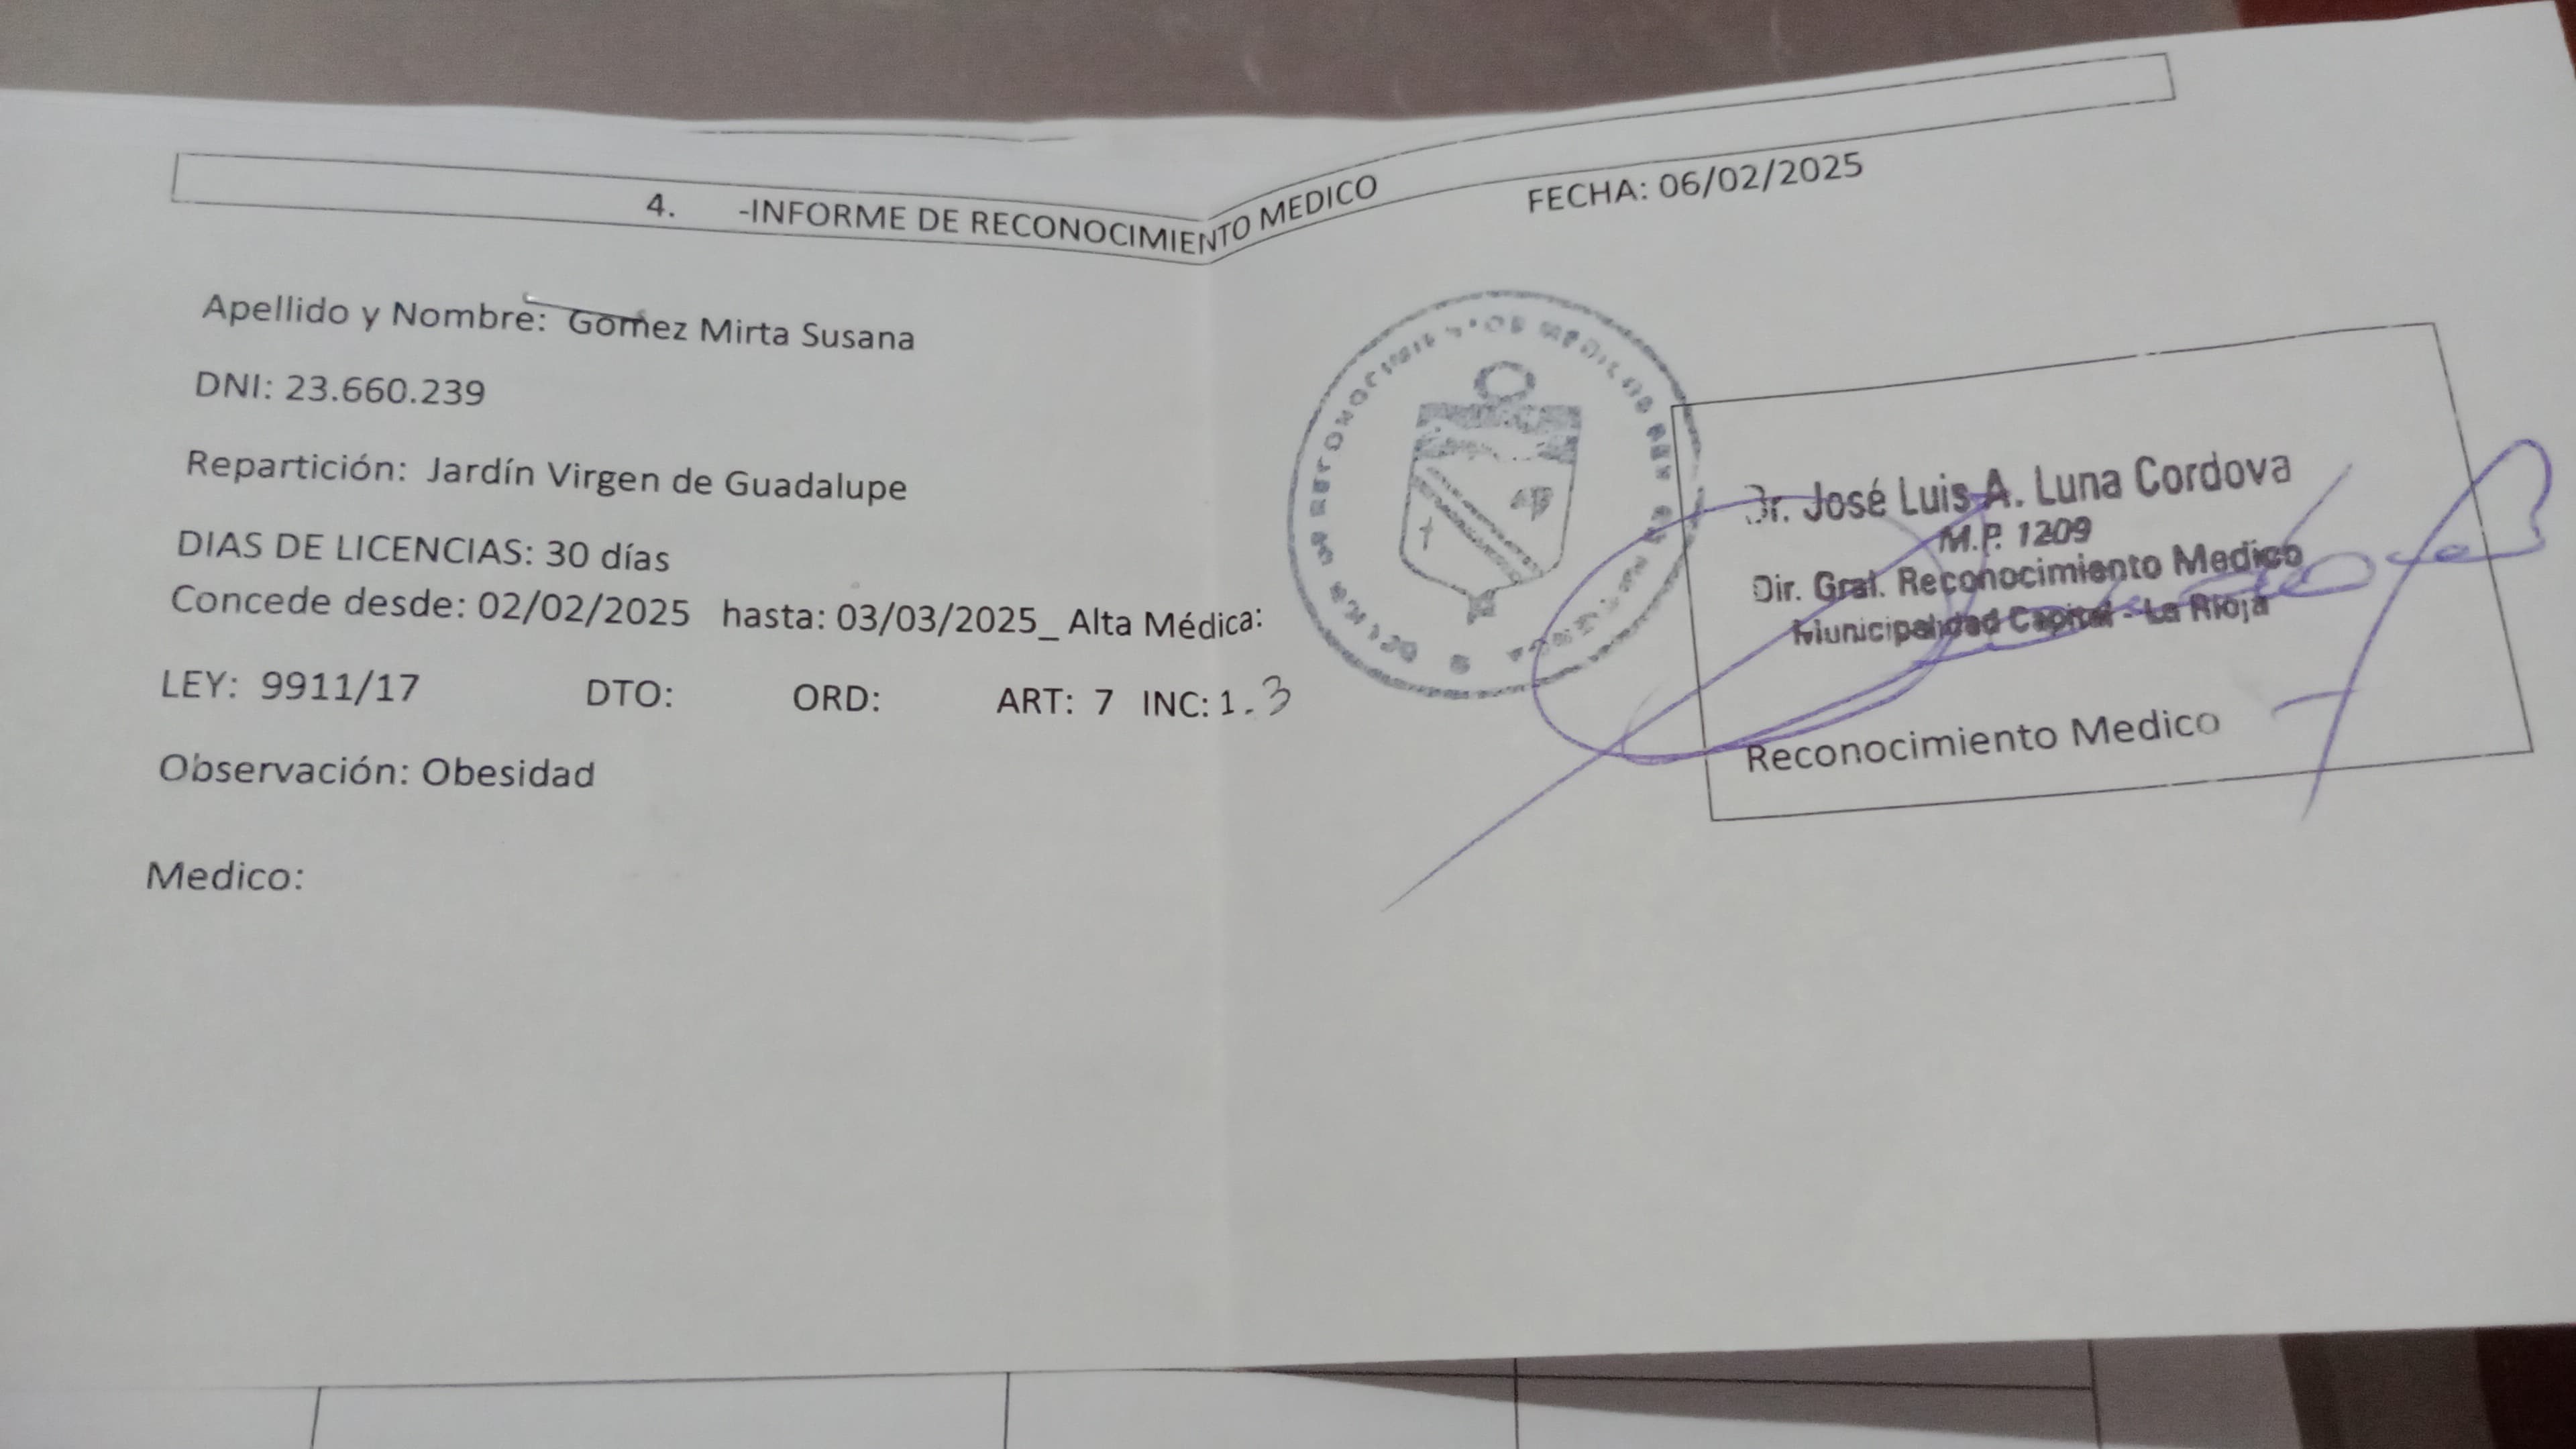 4. -INFORME DE RECONOCIMIENTO MEDICO
FECHA: 06/02/2025
Apellido y Nombre: Gomez Mirta Susana
DNI: 23.660.239
Repartición: Jardín Virgen de Guadalupe
DIAS DE LICENCIAS: 30 días
Concede desde: 02/02/2025 hasta: 03/03/2025_ Alta Médica:
LEY: 9911/17 DTO: ORD: ART: 7 INC: 1.3
Observación: Obesidad
Medico:
RECONOCIMIENTOS MEDICOS
Dr. José Luis A. Luna Cordova
M.P. 1209
Dir. Gral. Reconocimiento Medico
Municipalidad Capital - La Rioja
Reconocimiento Medico